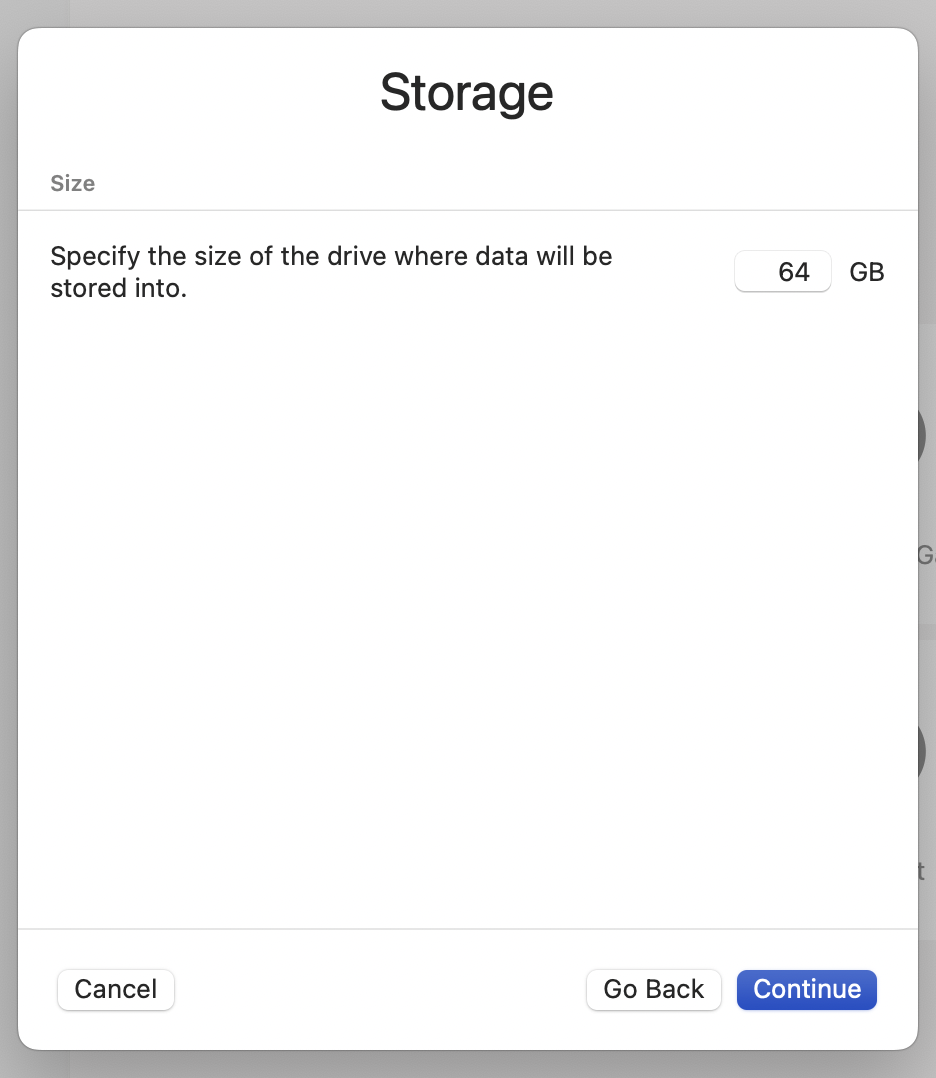 Storage
Size
Specify the size of the drive where data will be
stored into.
64 GB
Cancel
Go Back
Continue